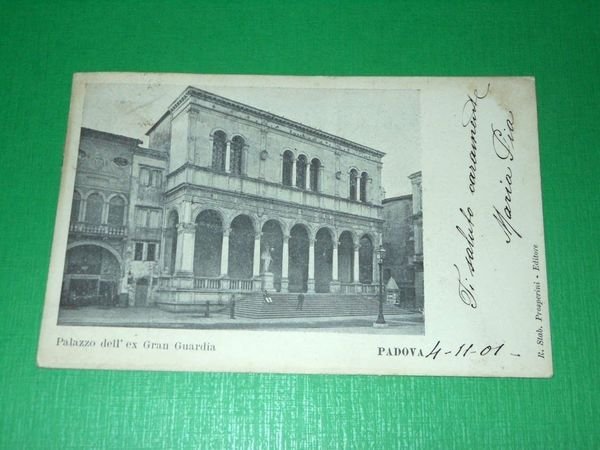 Palazzo dell' ex Gran Guardia
PADOVA 4-11-01-
Ti saluto caramente
Maria Pia
R. Stab. Prosperini - Editore